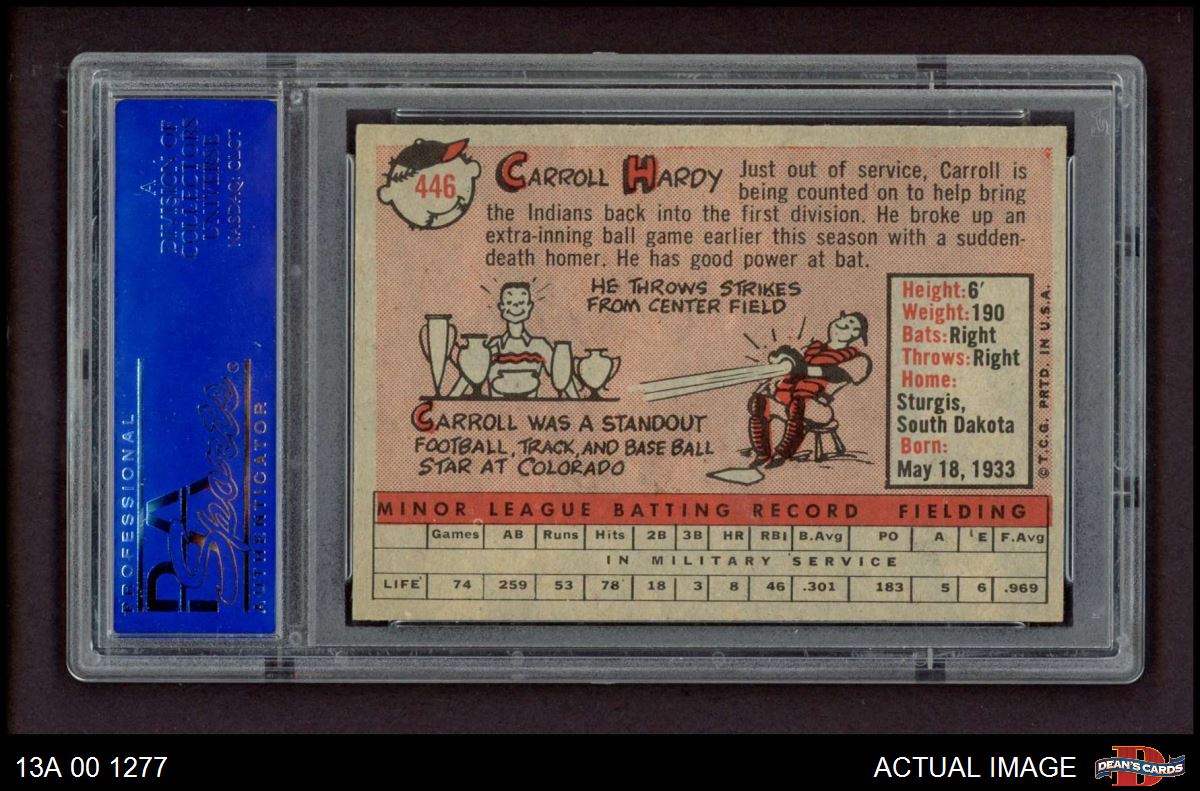 A
DIVISION OF
COLLECTORS
UNIVERSE
NASDAQ: CLCT
PROFESSIONAL
PSA
Sports
AUTHENTICATOR
446
CARROLL HARDY
Just out of service, Carroll is
being counted on to help bring
the Indians back into the first division. He broke up an
extra-inning ball game earlier this season with a sudden-
death homer. He has good power at bat.
HE THROWS STRIKES
FROM CENTER FIELD
CARROLL WAS A STANDOUT
FOOTBALL, TRACK, AND BASE BALL
STAR AT COLORADO
Height: 6′
Weight: 190
Bats: Right
Throws: Right
Home:
Sturgis,
South Dakota
Born:
May 18, 1933
© T.C.G. PRTD. IN U.S.A.
MINOR LEAGUE BATTING RECORD FIELDING
Games AB Runs Hits 2B 3B HR RBI B.Avg PO A E F.Avg
IN MILITARY SERVICE
LIFE 74 259 53 78 18 3 8 46 .301 183 5 6 .969
13A 00 1277
ACTUAL IMAGE
D
DEAN'S CARDS